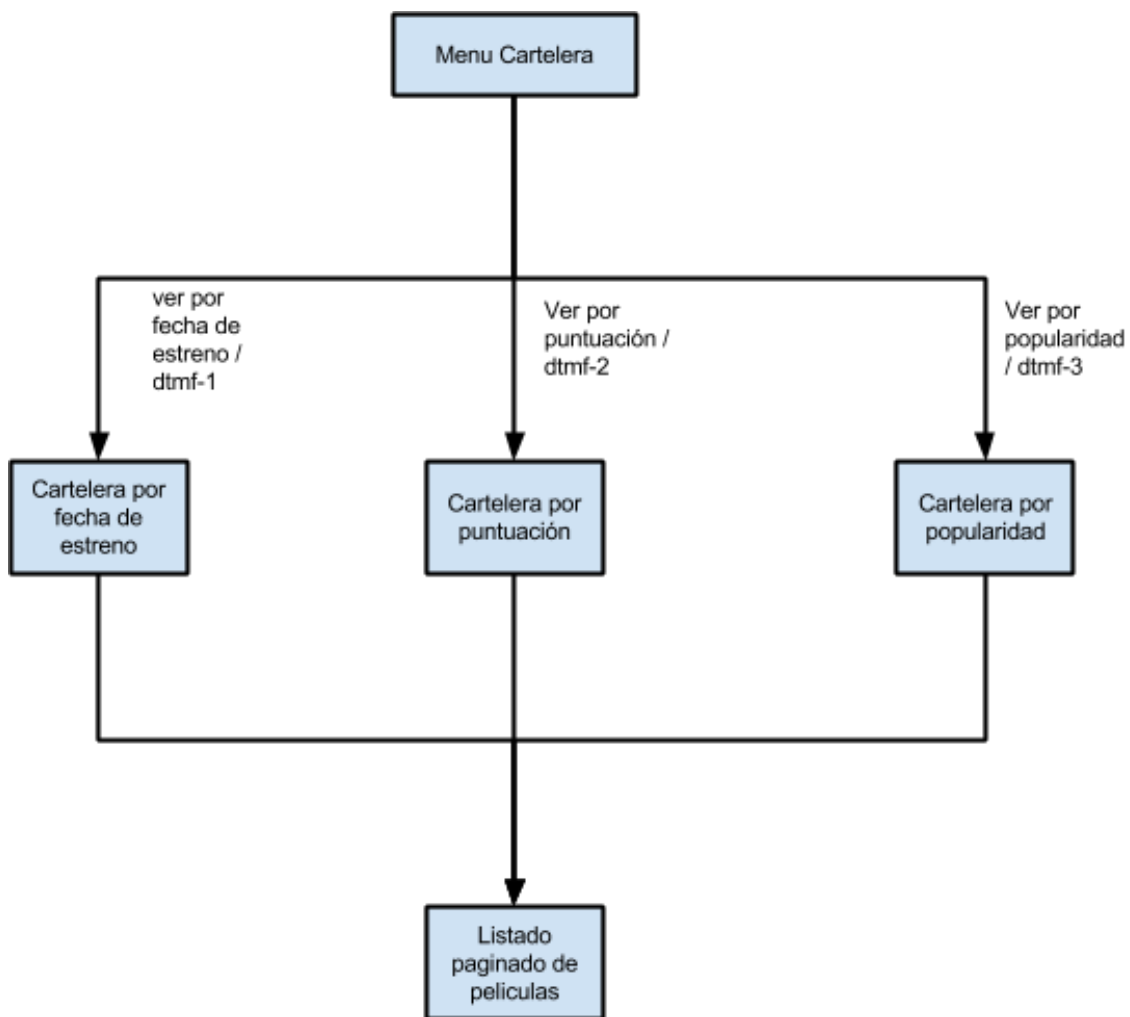 Menu Cartelera
ver por
fecha de
estreno /
dtmf-1
Ver por
puntuación /
dtmf-2
Ver por
popularidad
/ dtmf-3
Cartelera por
fecha de
estreno
Cartelera por
puntuación
Cartelera por
popularidad
Listado
paginado de
peliculas